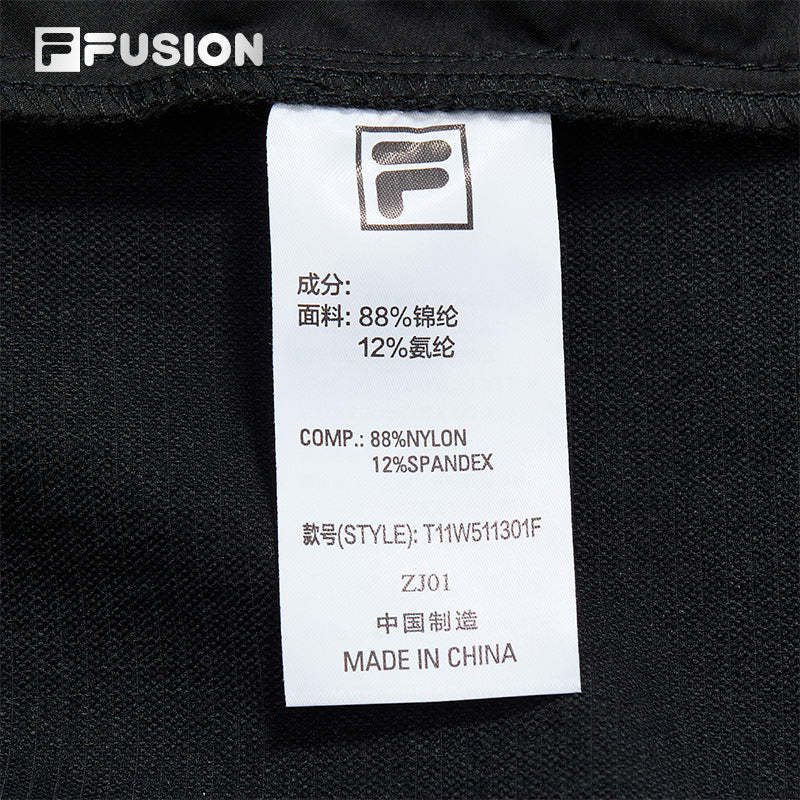 FUSION
F
成分:
面料: 88%锦纶
12%氨纶
COMP.: 88%NYLON
12%SPANDEX
款号(STYLE): T11W511301F
ZJ01
中国制造
MADE IN CHINA